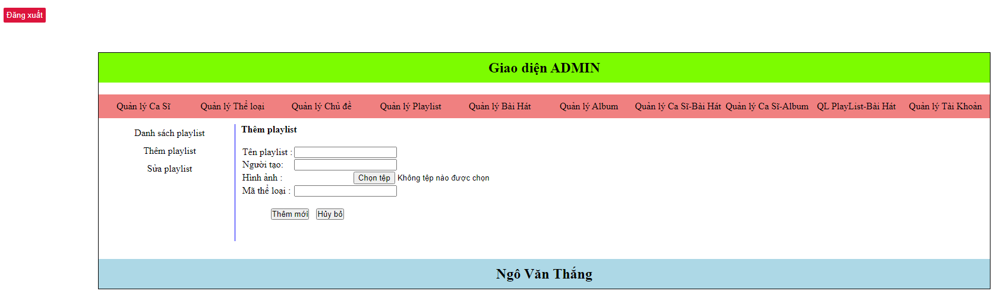 Đăng xuất
Giao diện ADMIN
Quản lý Ca Sĩ Quản lý Thể loại Quản lý Chủ đề Quản lý Playlist Quản lý Bài Hát Quản lý Album Quản lý Ca Sĩ-Bài Hát Quản lý Ca Sĩ-Album QL PlayList-Bài Hát Quản lý Tài Khoản
Danh sách playlist
Thêm playlist
Sửa playlist
Thêm playlist
Tên playlist :
Người tạo:
Hình ảnh : Chọn tệp Không tệp nào được chọn
Mã thể loại :
Thêm mới Hủy bỏ
Ngô Văn Thắng